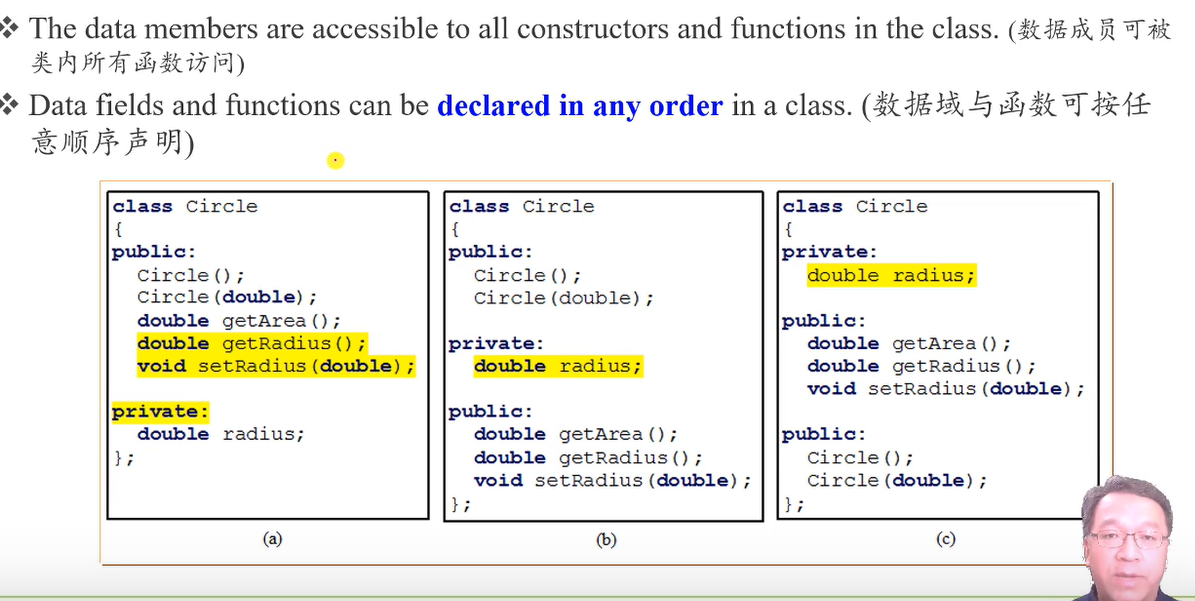 ❖ The data members are accessible to all constructors and functions in the class. (数据成员可被
类内所有函数访问)
❖ Data fields and functions can be declared in any order in a class. (数据域与函数可按任
意顺序声明)
class Circle
{
public:
Circle();
Circle(double);
double getArea();
double getRadius();
void setRadius(double);
private:
double radius;
};
(a)
class Circle
{
public:
Circle();
Circle(double);
private:
double radius;
public:
double getArea();
double getRadius();
void setRadius(double);
};
(b)
class Circle
{
private:
double radius;
public:
double getArea();
double getRadius();
void setRadius(double);
public:
Circle();
Circle(double);
};
(c)